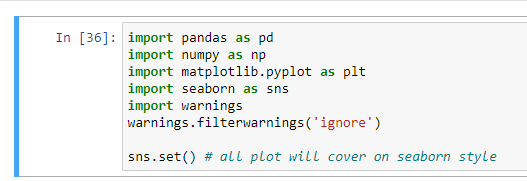 In [36]: import pandas as pd
import numpy as np
import matplotlib.pyplot as plt
import seaborn as sns
import warnings
warnings.filterwarnings('ignore')
sns.set() # all plot will cover on seaborn style